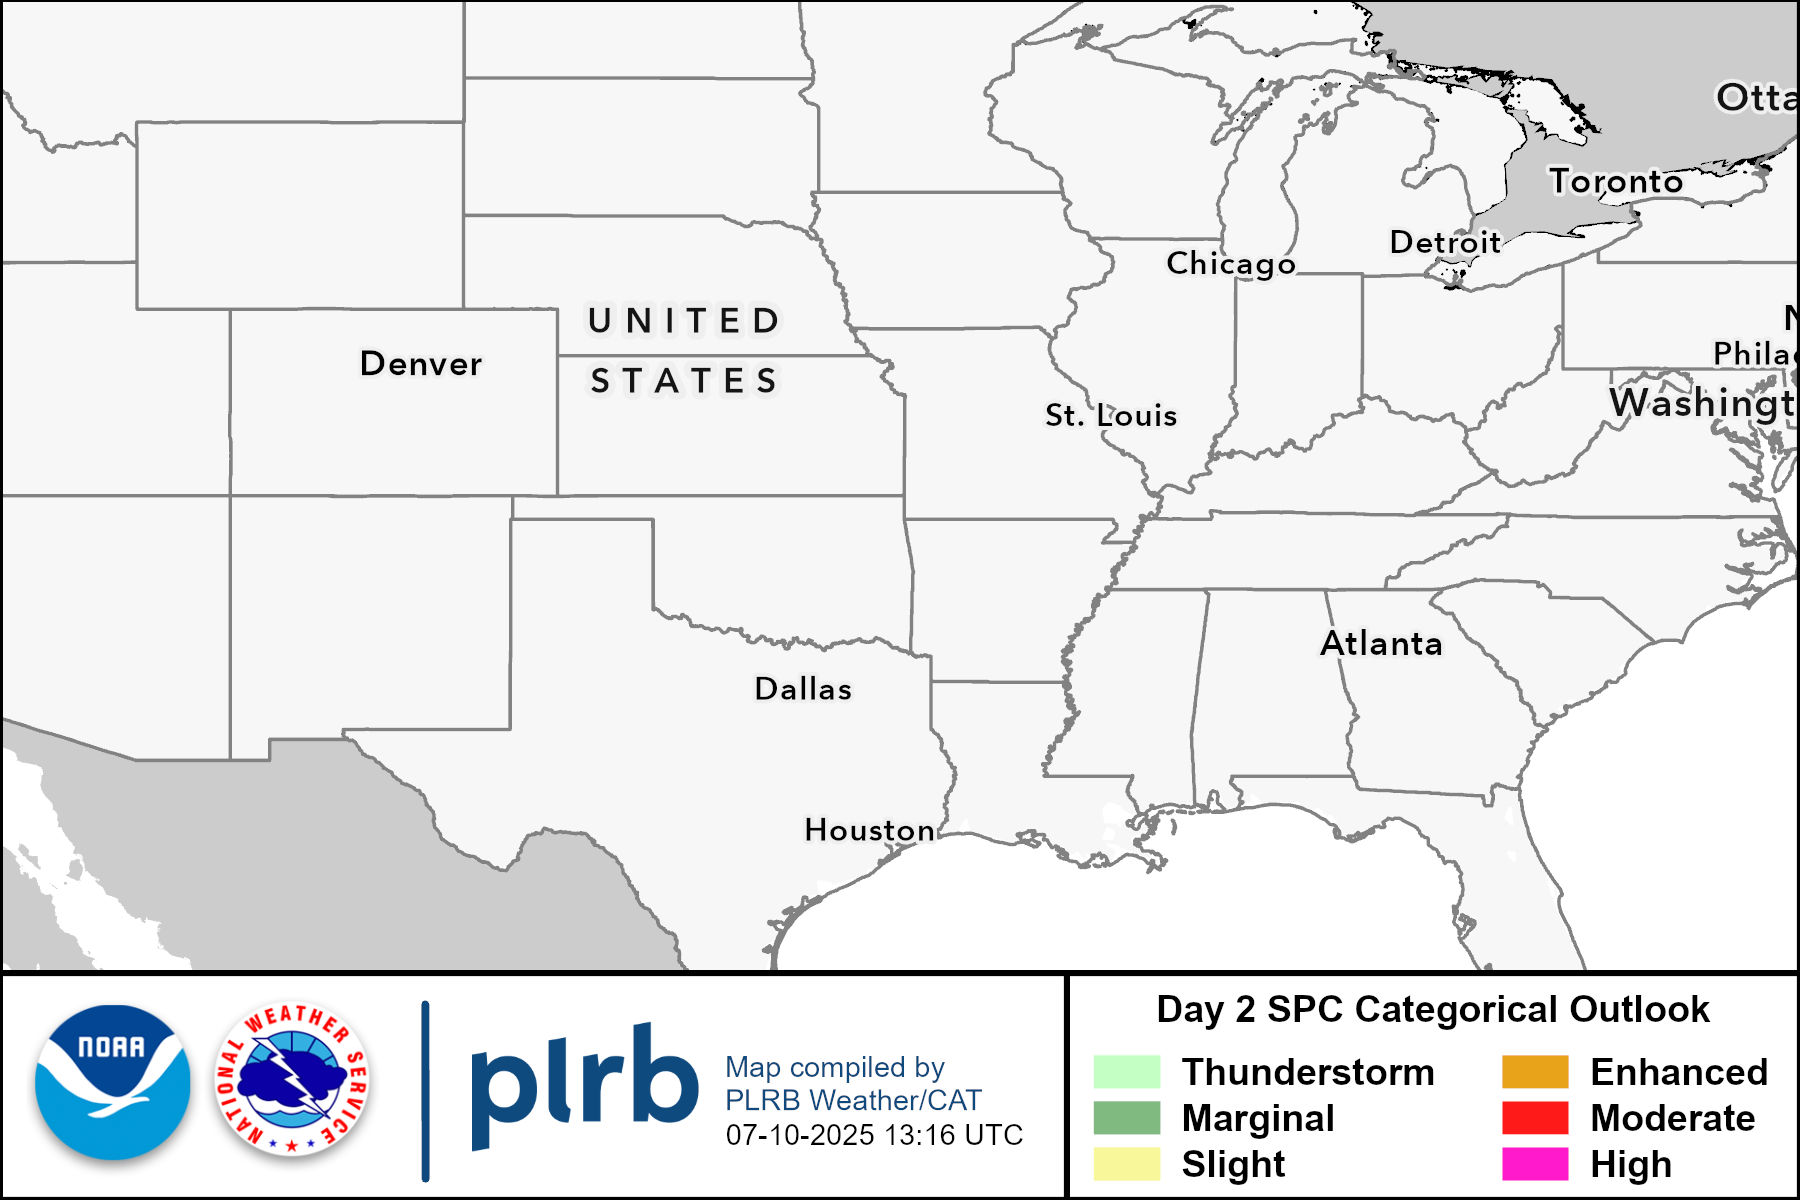 Otta
Toronto
Detroit
Chicago
UNITED
STATES
N
Phila
Denver
Washingt
St. Louis
Atlanta
Dallas
Houston
NOAA
NATIONAL WEATHER SERVICE
plrb
Map compiled by
PLRB Weather/CAT
07-10-2025 13:16 UTC
Day 2 SPC Categorical Outlook
Thunderstorm
Enhanced
Marginal
Moderate
Slight
High